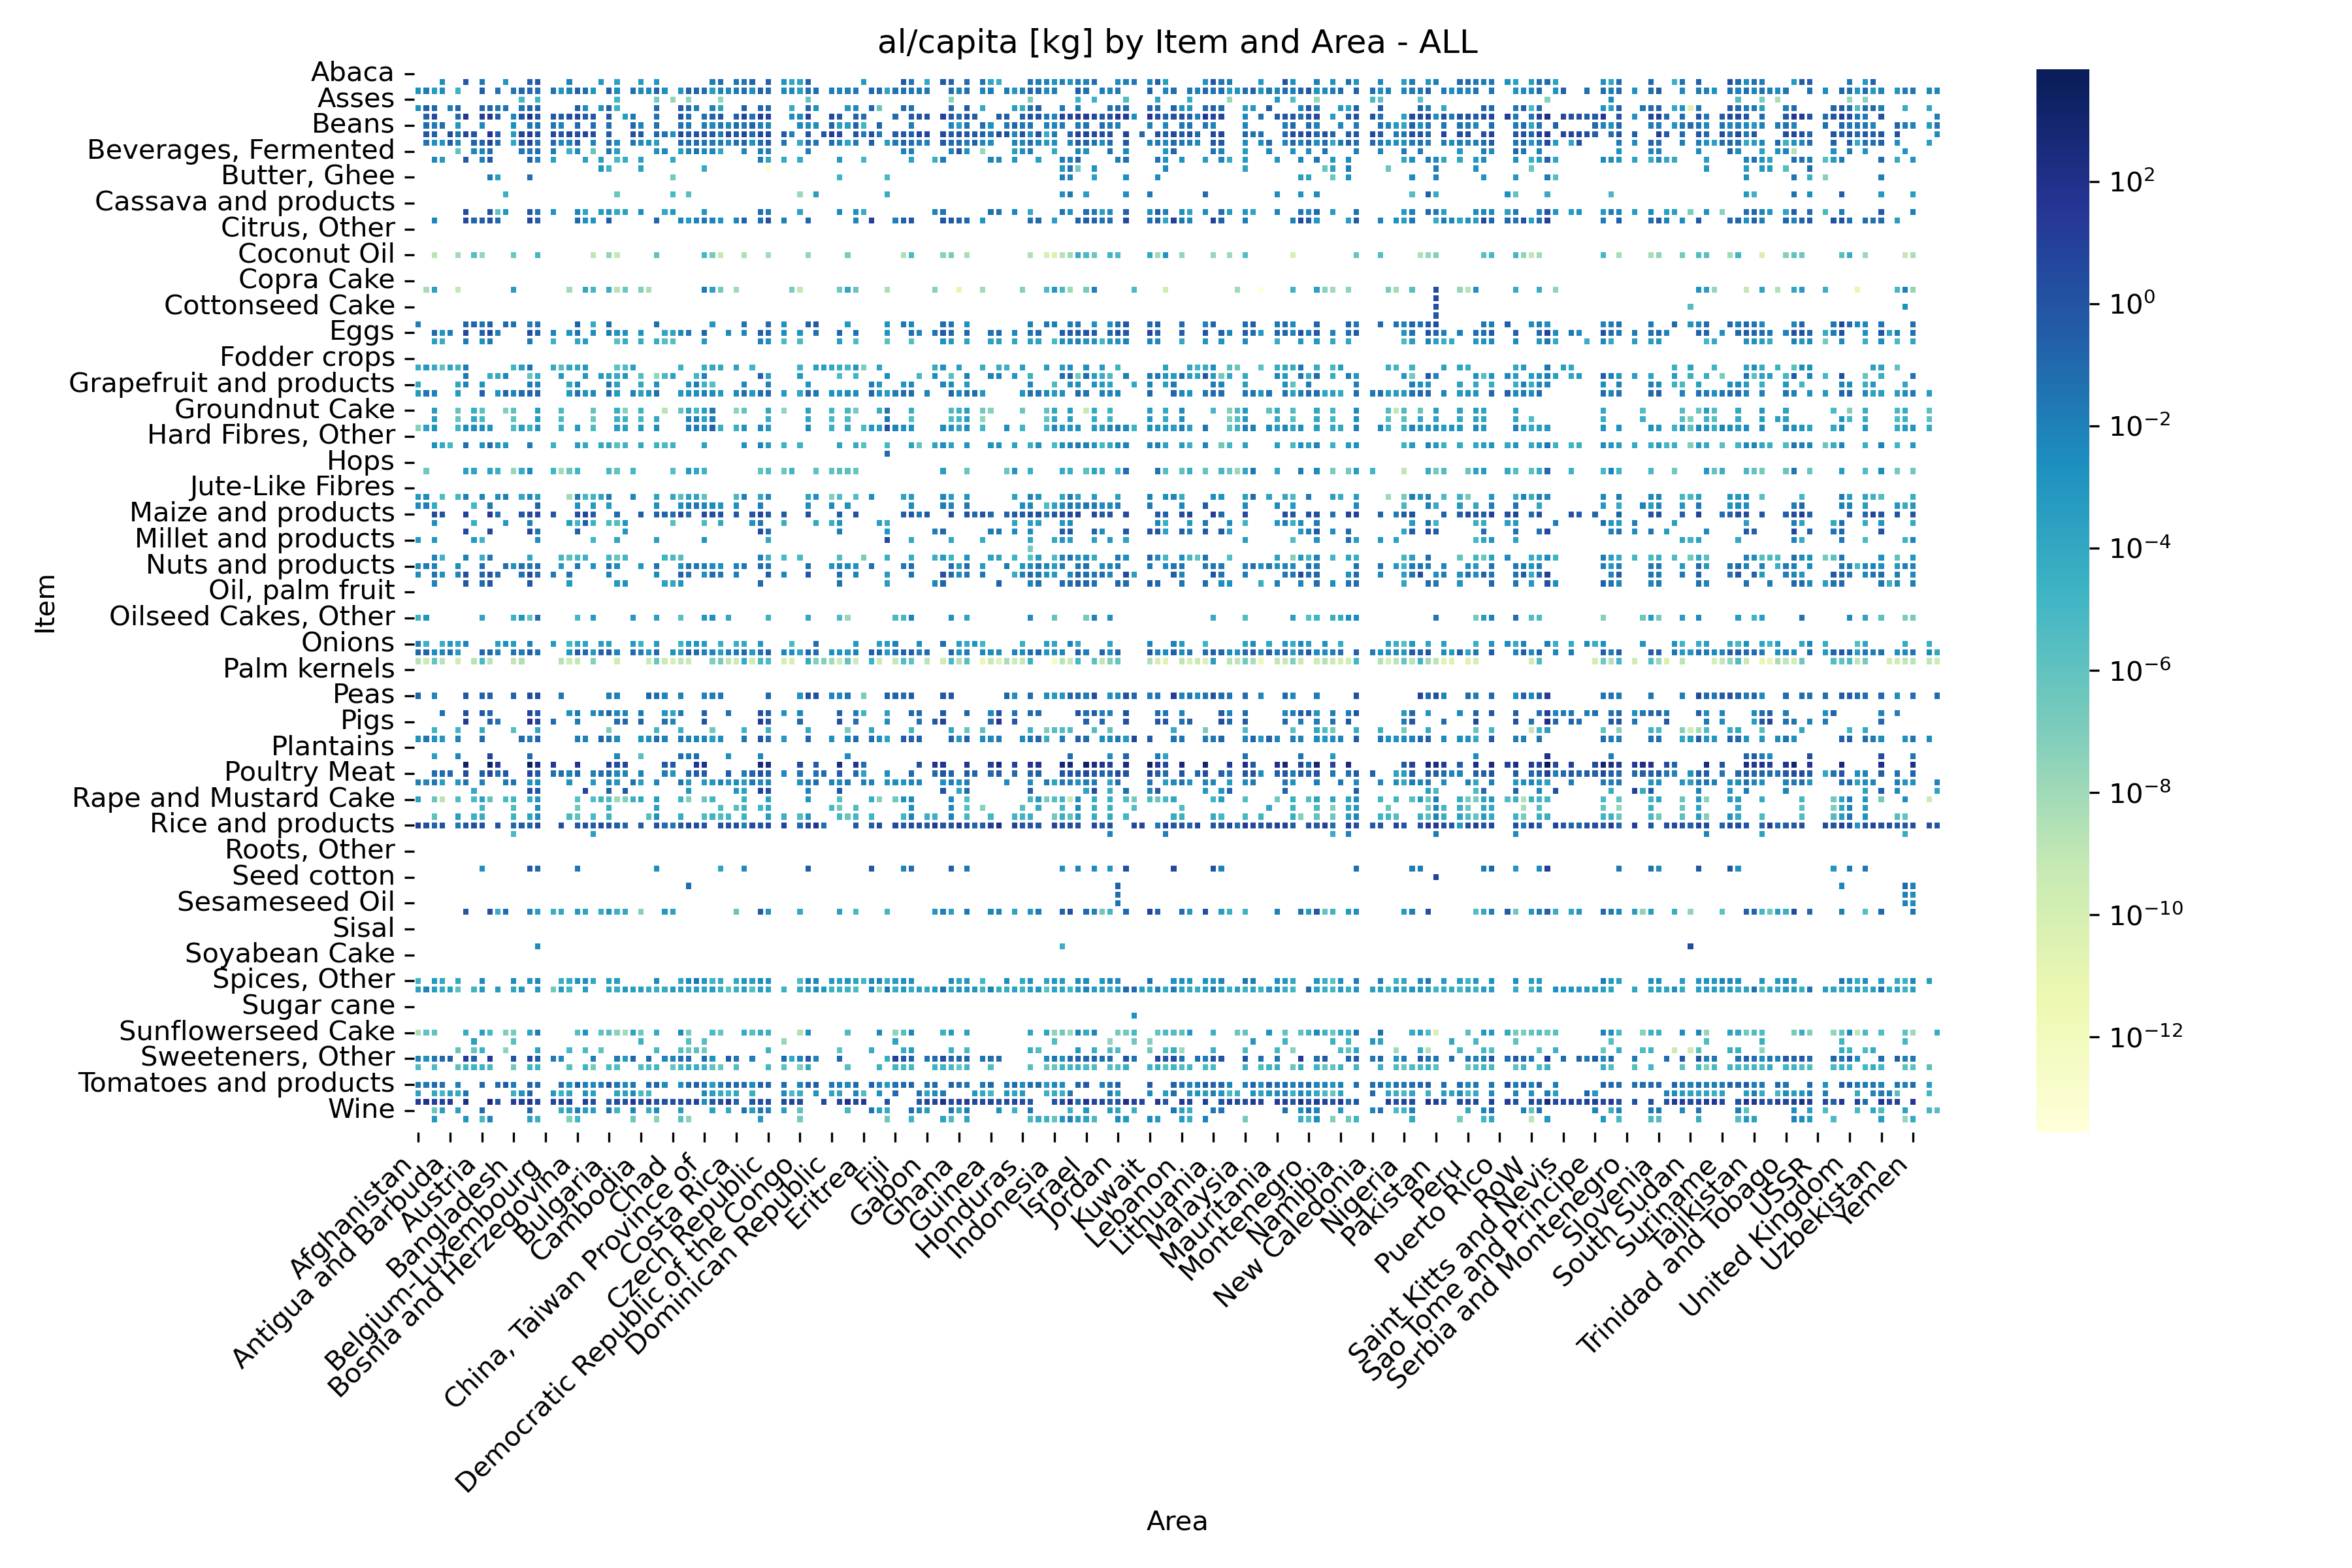 al/capita [kg] by Item and Area - ALL
Item
Abaca
Asses
Beans
Beverages, Fermented
Butter, Ghee
Cassava and products
Citrus, Other
Coconut Oil
Copra Cake
Cottonseed Cake
Eggs
Fodder crops
Grapefruit and products
Groundnut Cake
Hard Fibres, Other
Hops
Jute-Like Fibres
Maize and products
Millet and products
Nuts and products
Oil, palm fruit
Oilseed Cakes, Other
Onions
Palm kernels
Peas
Pigs
Plantains
Poultry Meat
Rape and Mustard Cake
Rice and products
Roots, Other
Seed cotton
Sesameseed Oil
Sisal
Soyabean Cake
Spices, Other
Sugar cane
Sunflowerseed Cake
Sweeteners, Other
Tomatoes and products
Wine
Afghanistan
Antigua and Barbuda
Austria
Bangladesh
Belgium-Luxembourg
Bosnia and Herzegovina
Bulgaria
Cambodia
Chad
China, Taiwan Province of
Costa Rica
Czech Republic
Democratic Republic of the Congo
Dominican Republic
Eritrea
Fiji
Gabon
Ghana
Guinea
Honduras
Indonesia
Israel
Jordan
Kuwait
Lebanon
Lithuania
Malaysia
Mauritania
Montenegro
Namibia
New Caledonia
Nigeria
Pakistan
Peru
Puerto Rico
RoW
Saint Kitts and Nevis
Sao Tome and Principe
Serbia and Montenegro
Slovenia
South Sudan
Suriname
Tajikistan
Trinidad and Tobago
USSR
United Kingdom
Uzbekistan
Yemen
Area
10²
10⁰
10⁻²
10⁻⁴
10⁻⁶
10⁻⁸
10⁻¹⁰
10⁻¹²